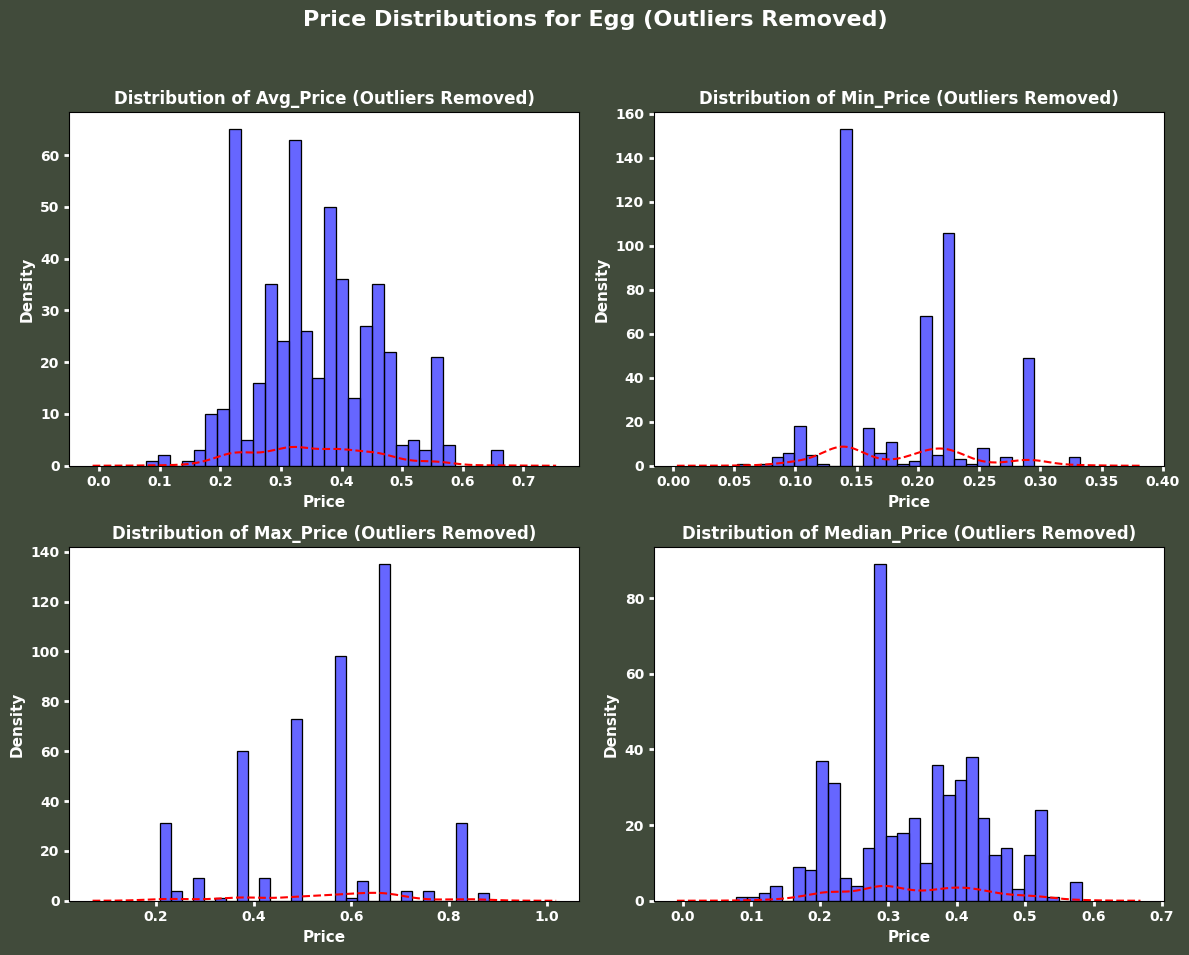 Price Distributions for Egg (Outliers Removed)
Distribution of Avg_Price (Outliers Removed)
Density
60
50
40
30
20
10
0
0.0 0.1 0.2 0.3 0.4 0.5 0.6 0.7
Price
Distribution of Min_Price (Outliers Removed)
Density
160
140
120
100
80
60
40
20
0
0.00 0.05 0.10 0.15 0.20 0.25 0.30 0.35 0.40
Price
Distribution of Max_Price (Outliers Removed)
Density
140
120
100
80
60
40
20
0
0.2 0.4 0.6 0.8 1.0
Price
Distribution of Median_Price (Outliers Removed)
Density
80
60
40
20
0
0.0 0.1 0.2 0.3 0.4 0.5 0.6 0.7
Price